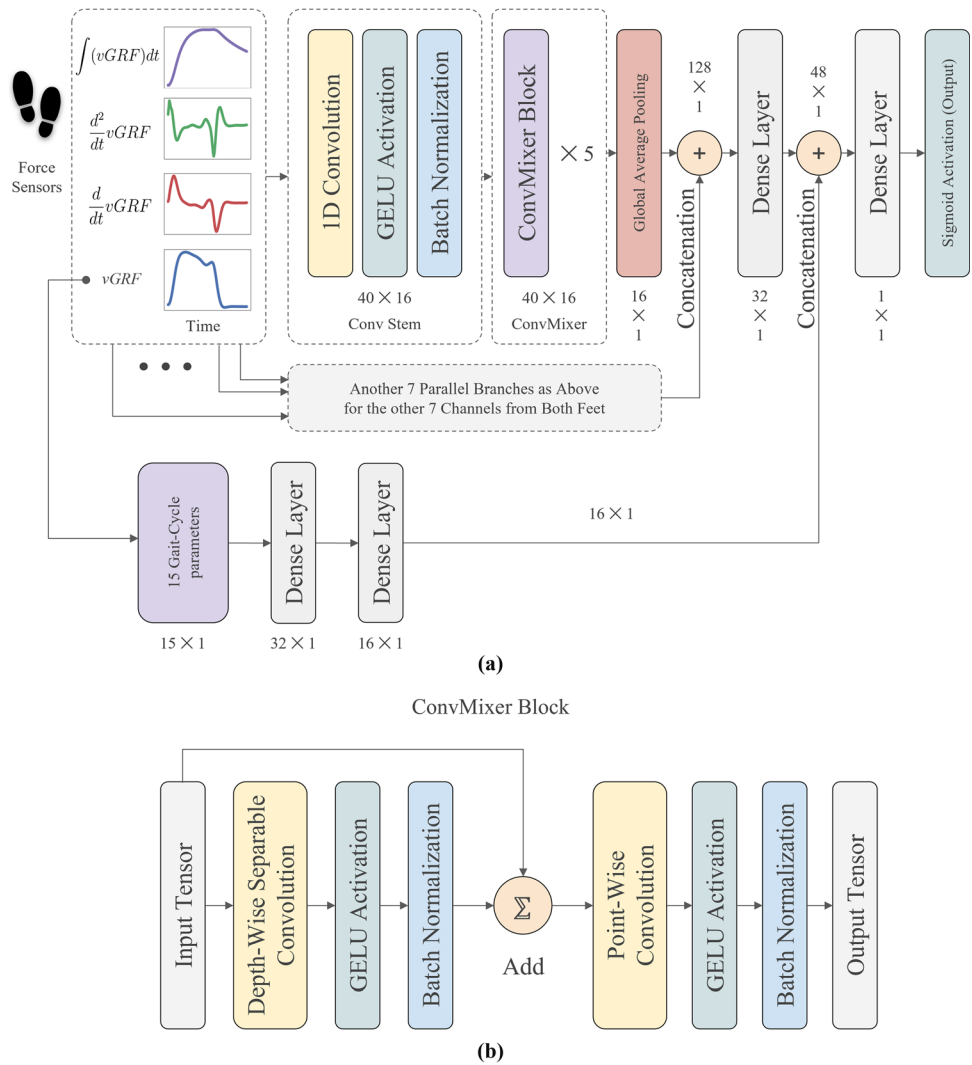 ∫(vGRF)dt
d²/dt vGRF
d/dt vGRF
vGRF
Time
Force
Sensors
1D Convolution
GELU Activation
Batch Normalization
40 × 16
Conv Stem
ConvMixer Block
× 5
40 × 16
ConvMixer
Global Average Pooling
16
×
1
128
×
1
+
Concatenation
Dense Layer
32
×
1
48
×
1
+
Concatenation
Dense Layer
1
×
1
Sigmoid Activation (Output)
Another 7 Parallel Branches as Above
for the other 7 Channels from Both Feet
15 Gait-Cycle
parameters
15 × 1
Dense Layer
32 × 1
Dense Layer
16 × 1
16 × 1
(a)
ConvMixer Block
Input Tensor
Depth-Wise Separable
Convolution
GELU Activation
Batch Normalization
Σ
Add
Point-Wise
Convolution
GELU Activation
Batch Normalization
Output Tensor
(b)